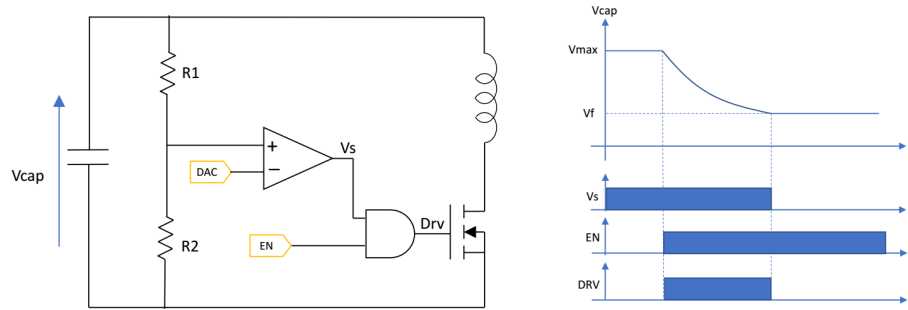 Vcap
R1
R2
DAC
+
−
Vs
EN
Drv
Vcap
Vmax
Vf
Vs
EN
DRV